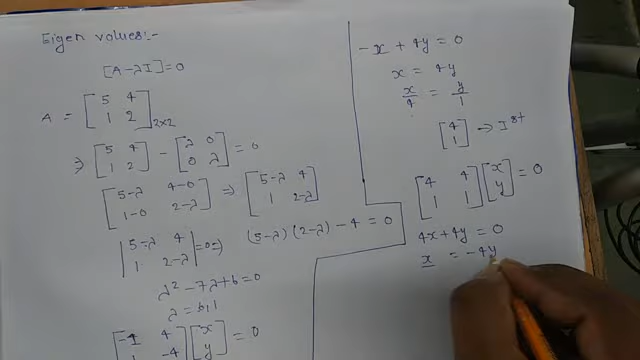 Eigen values:-
[A-λI]=0
A = [5 4
1 2]2x2
⇒ [5 4
1 2] - [λ 0
0 λ] = 0
[5-λ 4-0
1-0 2-λ] ⇒ [5-λ 4
1 2-λ]
|5-λ 4
1 2-λ| = 0 ⇒ (5-λ)(2-λ)-4 = 0
λ² - 7λ + 6 = 0
λ = 6,1
[-1 4
1 -4] [x
y] = 0
-x + 4y = 0
x = 4y
x/4 = y/1
[4
1] → Ist
[4 4
1 1] [x
y] = 0
4x + 4y = 0
x = -4y